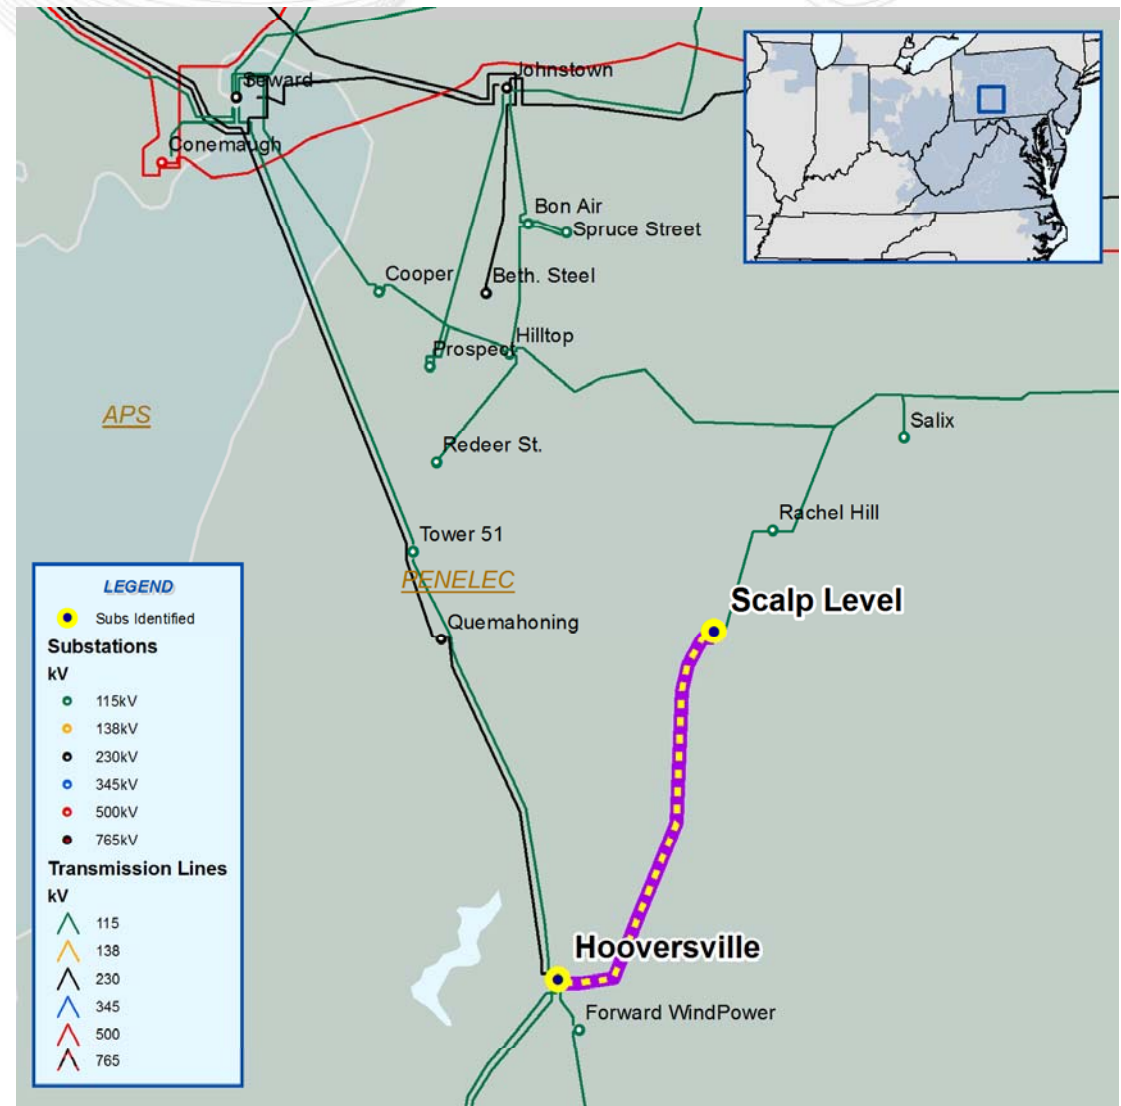 Seward
Johnstown
Conemaugh
Bon Air
Spruce Street
Cooper
Beth. Steel
Hilltop
Prospect
APS
Salix
Redeer St.
Rachel Hill
Tower 51
PENELEC
Scalp Level
Quemahoning
LEGEND
Subs Identified
Substations
kV
115kV
138kV
230kV
345kV
500kV
765kV
Transmission Lines
kV
115
138
230
345
500
765
Hooversville
Forward WindPower